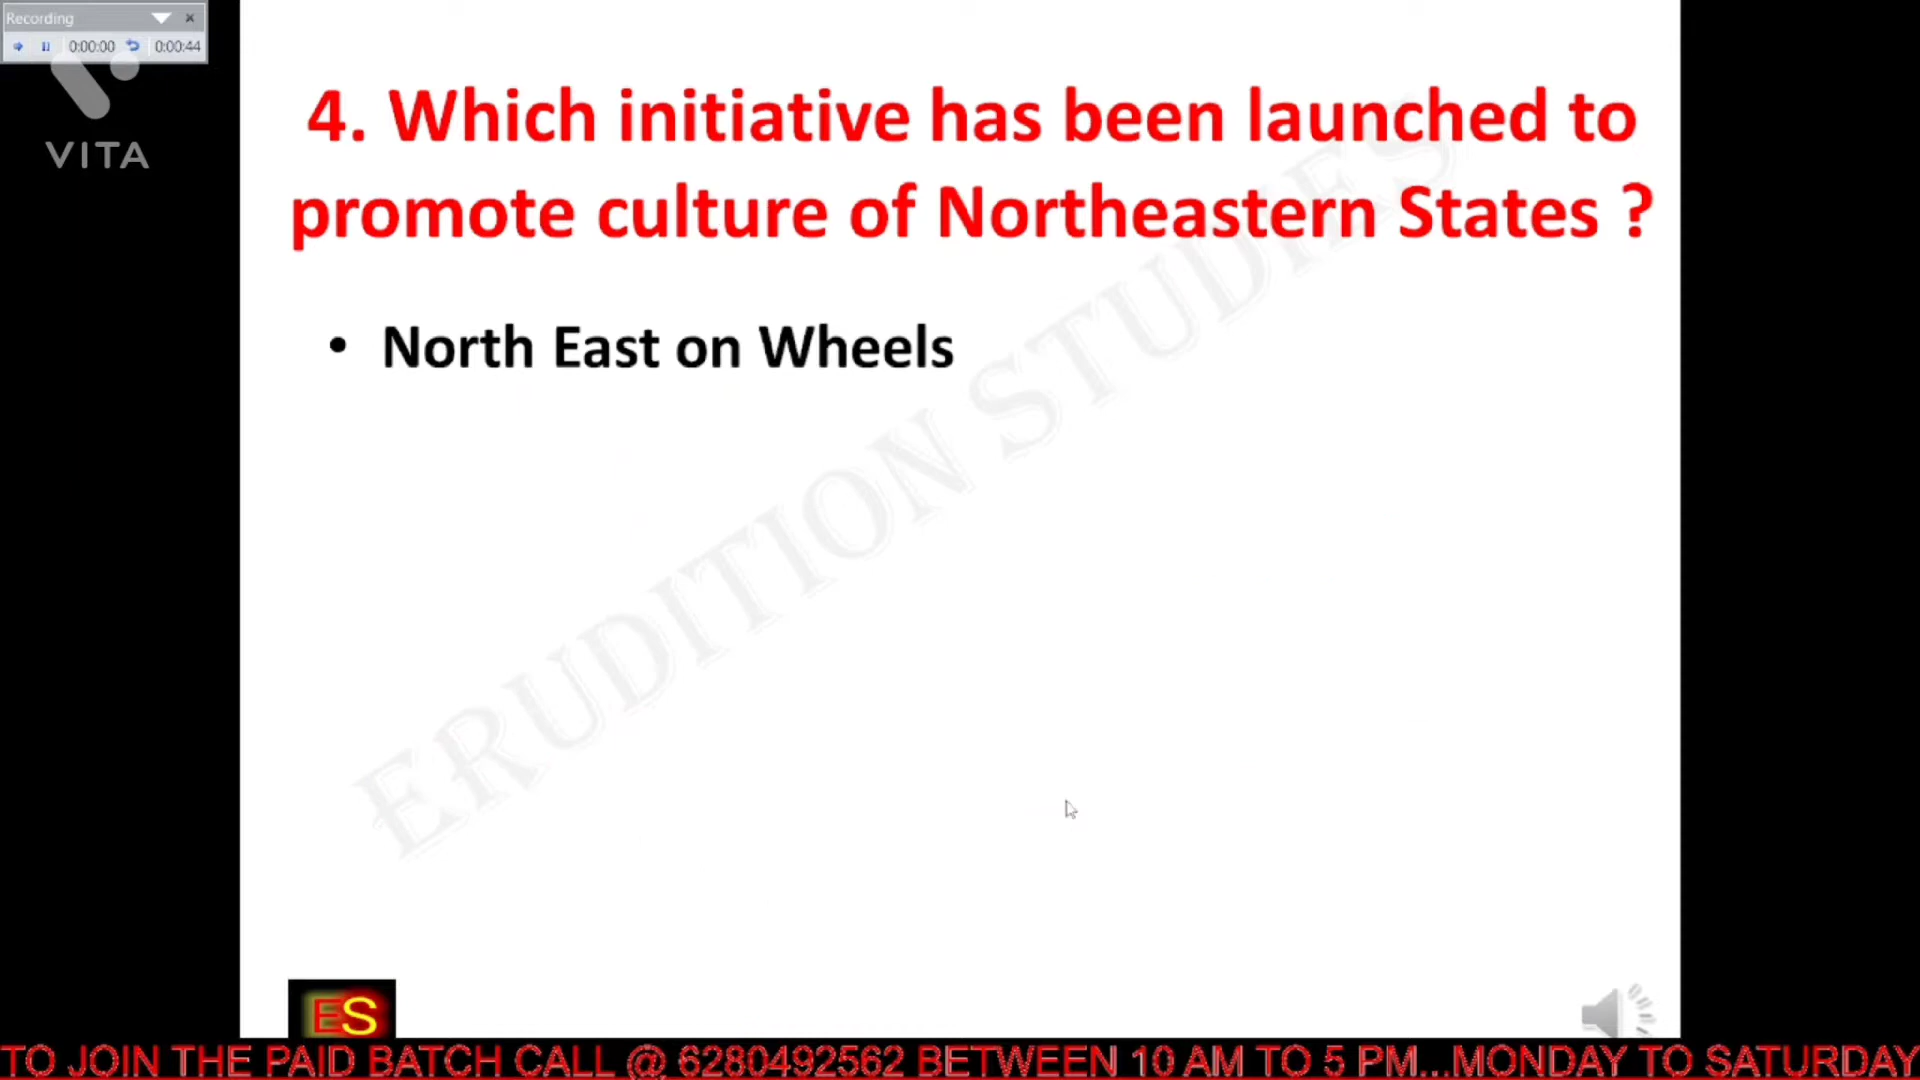 Recording
0:00:00 0:00:44
VITA
4. Which initiative has been launched to
promote culture of Northeastern States ?
• North East on Wheels
ERUDITION STUDIES
ES
TO JOIN THE PAID BATCH CALL @ 6280492562 BETWEEN 10 AM TO 5 PM...MONDAY TO SATURDAY